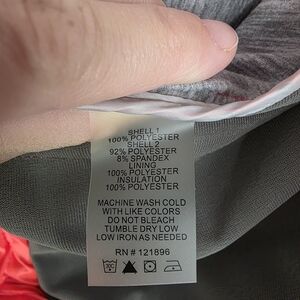 SHELL 1
100% POLYESTER
SHELL 2
92% POLYESTER
8% SPANDEX
LINING
100% POLYESTER
INSULATION
100% POLYESTER
MACHINE WASH COLD
WITH LIKE COLORS
DO NOT BLEACH
TUMBLE DRY LOW
LOW IRON AS NEEDED
RN # 121896